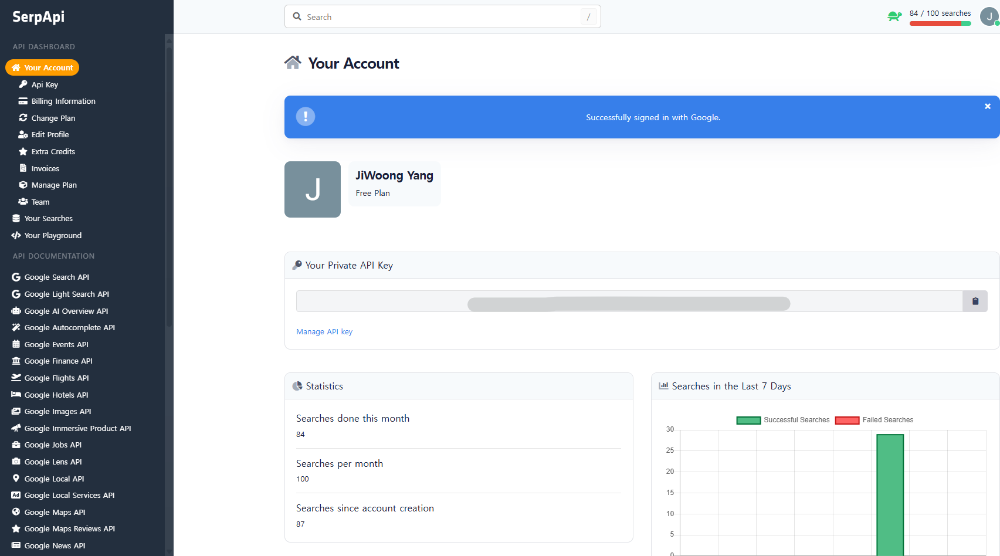 SerpApi
API DASHBOARD
Your Account
Api Key
Billing Information
Change Plan
Edit Profile
Extra Credits
Invoices
Manage Plan
Team
Your Searches
Your Playground
API DOCUMENTATION
Google Search API
Google Light Search API
Google AI Overview API
Google Autocomplete API
Google Events API
Google Finance API
Google Flights API
Google Hotels API
Google Images API
Google Immersive Product API
Google Jobs API
Google Lens API
Google Local API
Ad Google Local Services API
Google Maps API
Google Maps Reviews API
Google News API
Search /
84 / 100 searches
J
Your Account
Successfully signed in with Google.
J
JiWoong Yang
Free Plan
Your Private API Key
Manage API key
Statistics
Searches done this month
84
Searches per month
100
Searches since account creation
87
Searches in the Last 7 Days
Successful Searches Failed Searches
30
25
20
15
10
5
0